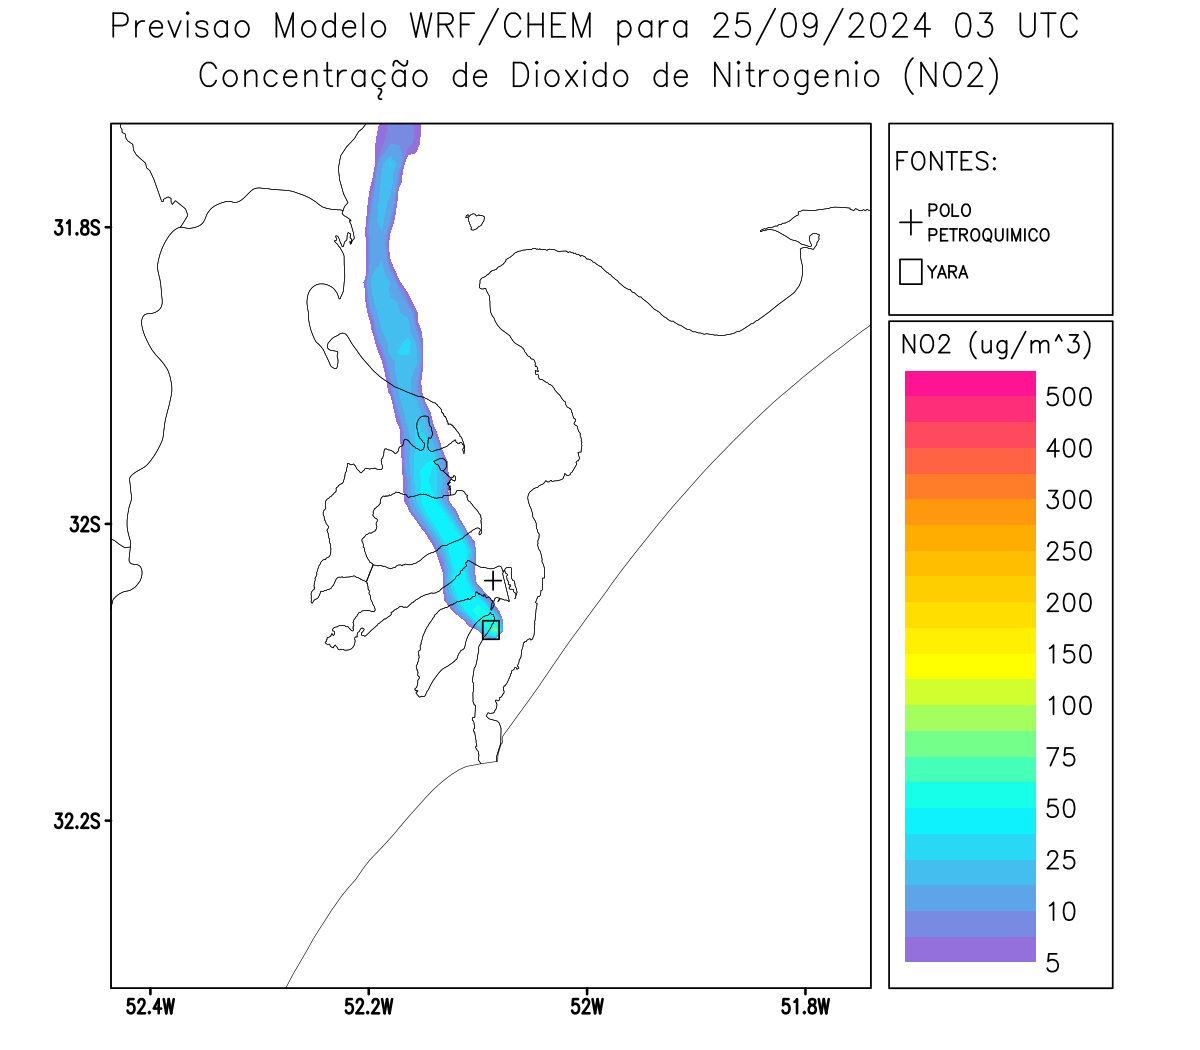 Previsao Modelo WRF/CHEM para 25/09/2024 03 UTC
Concentração de Dioxido de Nitrogenio (NO2)
FONTES:
POLO
PETROQUIMICO
YARA
NO2 (ug/m^3)
500
400
300
250
200
150
100
75
50
25
10
5
31.8S
32S
32.2S
52.4W
52.2W
52W
51.8W